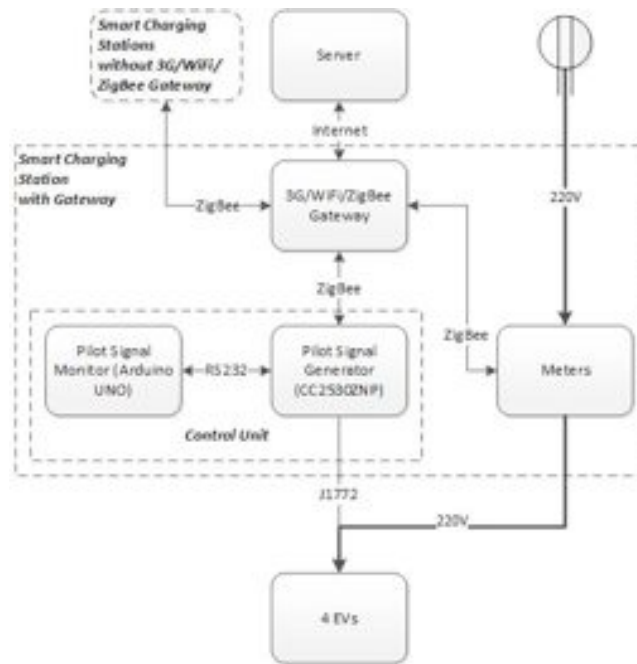 Smart Charging
Stations
without 3G/WiFi/
ZigBee Gateway
Server
Internet
Smart Charging
Station
with Gateway
3G/WiFi/ZigBee
Gateway
ZigBee
220V
ZigBee
ZigBee
Pilot Signal
Monitor (Arduino
UNO)
RS232
Pilot Signal
Generator
(CC2530ZNP)
Meters
Control Unit
J1772
220V
4 EVs